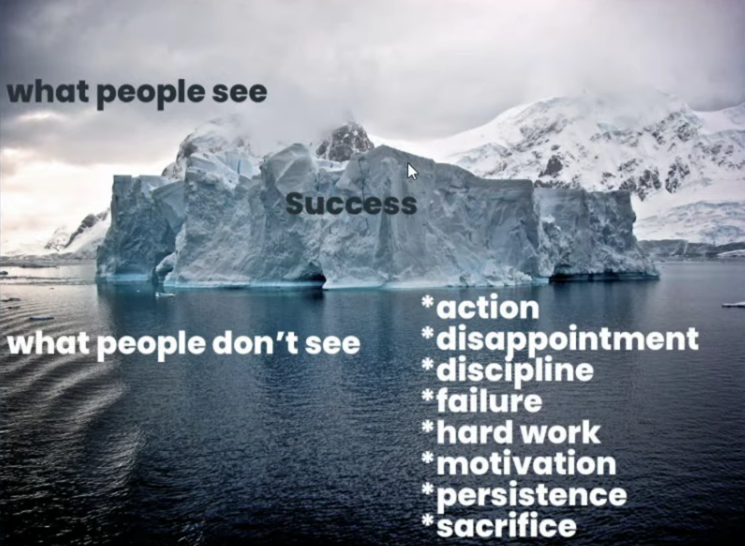 what people see
Success
what people don't see
*action
*disappointment
*discipline
*failure
*hard work
*motivation
*persistence
*sacrifice